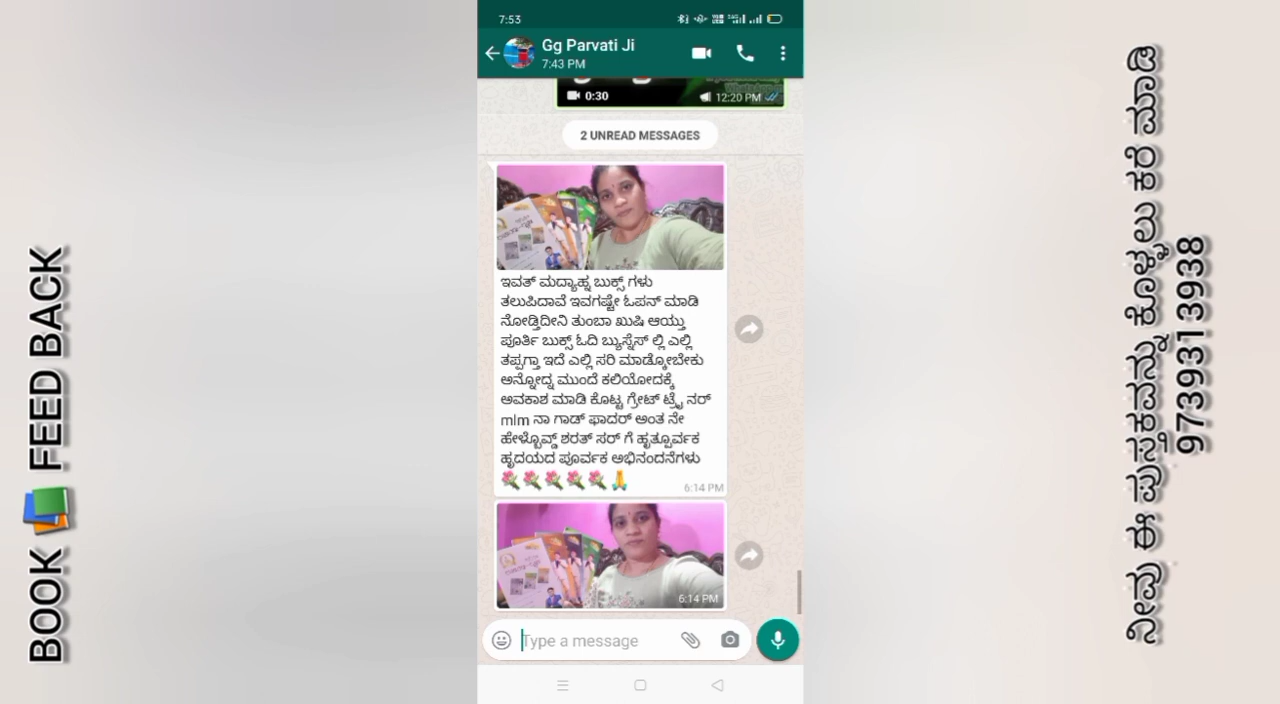 BOOK 📚 FEED BACK
7:53
Gg Parvati Ji
7:43 PM
0:30
12:20 PM
2 UNREAD MESSAGES
ಇವತ್ ಮದ್ಯಾಹ್ನ ಬುಕ್ಸ್ ಗಳು
ತಲುಪಿದಾವೆ ಇವಗಷ್ಟೇ ಓಪನ್ ಮಾಡಿ
ನೋಡ್ತಿದೀನಿ ತುಂಬಾ ಖುಷಿ ಆಯ್ತು
ಪೂರ್ತಿ ಬುಕ್ಸ್ ಓದಿ ಬ್ಯುಸ್ನೆಸ್ ಲ್ಲಿ ಎಲ್ಲಿ
ತಪ್ಪಗ್ತಾ ಇದೆ ಎಲ್ಲಿ ಸರಿ ಮಾಡ್ಕೋಬೇಕು
ಅನ್ನೋದ್ನ ಮುಂದೆ ಕಲಿಯೋದಕ್ಕೆ
ಅವಕಾಶ ಮಾಡಿ ಕೊಟ್ಟ ಗ್ರೇಟ್ ಟ್ರೈ ನರ್
mlm ನಾ ಗಾಡ್ ಫಾದರ್ ಅಂತ ನೇ
ಹೇಳ್ಬೊವ್ದ್ ಶರತ್ ಸರ್ ಗೆ ಹೃತ್ಪೂರ್ವಕ
ಹೃದಯದ ಪೂರ್ವಕ ಅಭಿನಂದನೆಗಳು
💐💐💐💐💐🙏
6:14 PM
6:14 PM
Type a message
ನೀವು ಈ ಪುಸ್ತಕವನ್ನು ಕೊಳ್ಳಲು ಕರೆ ಮಾಡಿ
97393 13938